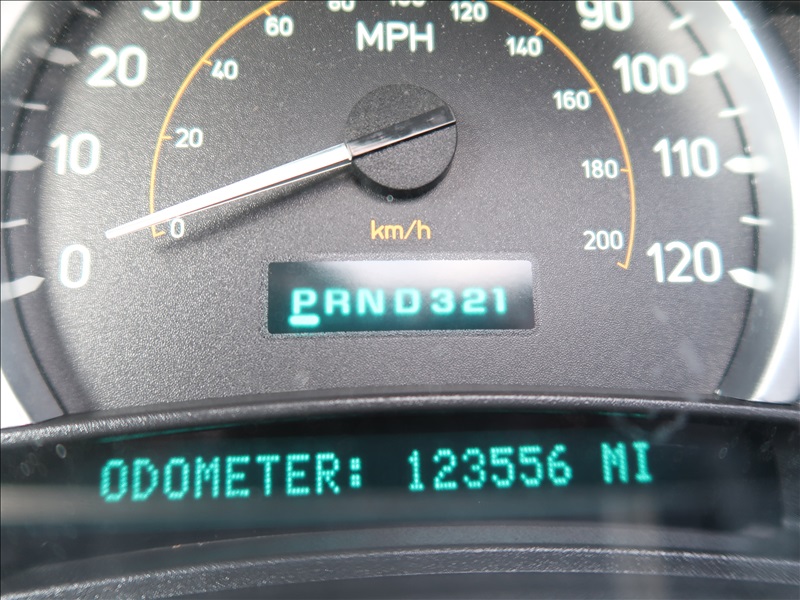 30 80 100 120 90
60 MPH 140
20 40 160 100
10 20 180 110
0 0 km/h 200 120
PRND321
ODOMETER: 123556 MI